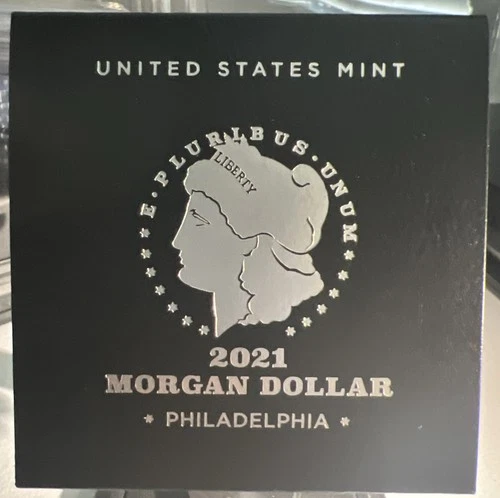 UNITED STATES MINT
E·PLURIBUS·UNUM
LIBERTY
2021
MORGAN DOLLAR
* PHILADELPHIA *